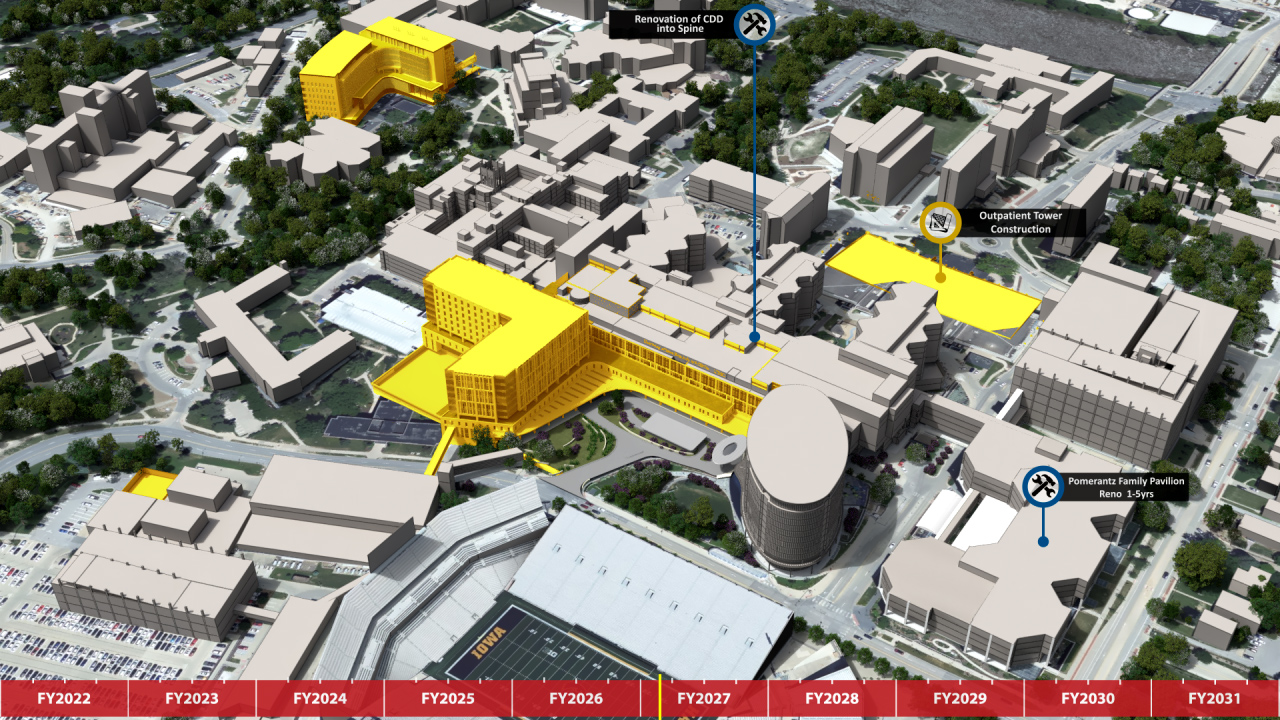 Renovation of CDD
into Spine
Outpatient Tower
Construction
Pomerantz Family Pavilion
Reno 1-5yrs
IOWA
FY2022
FY2023
FY2024
FY2025
FY2026
FY2027
FY2028
FY2029
FY2030
FY2031